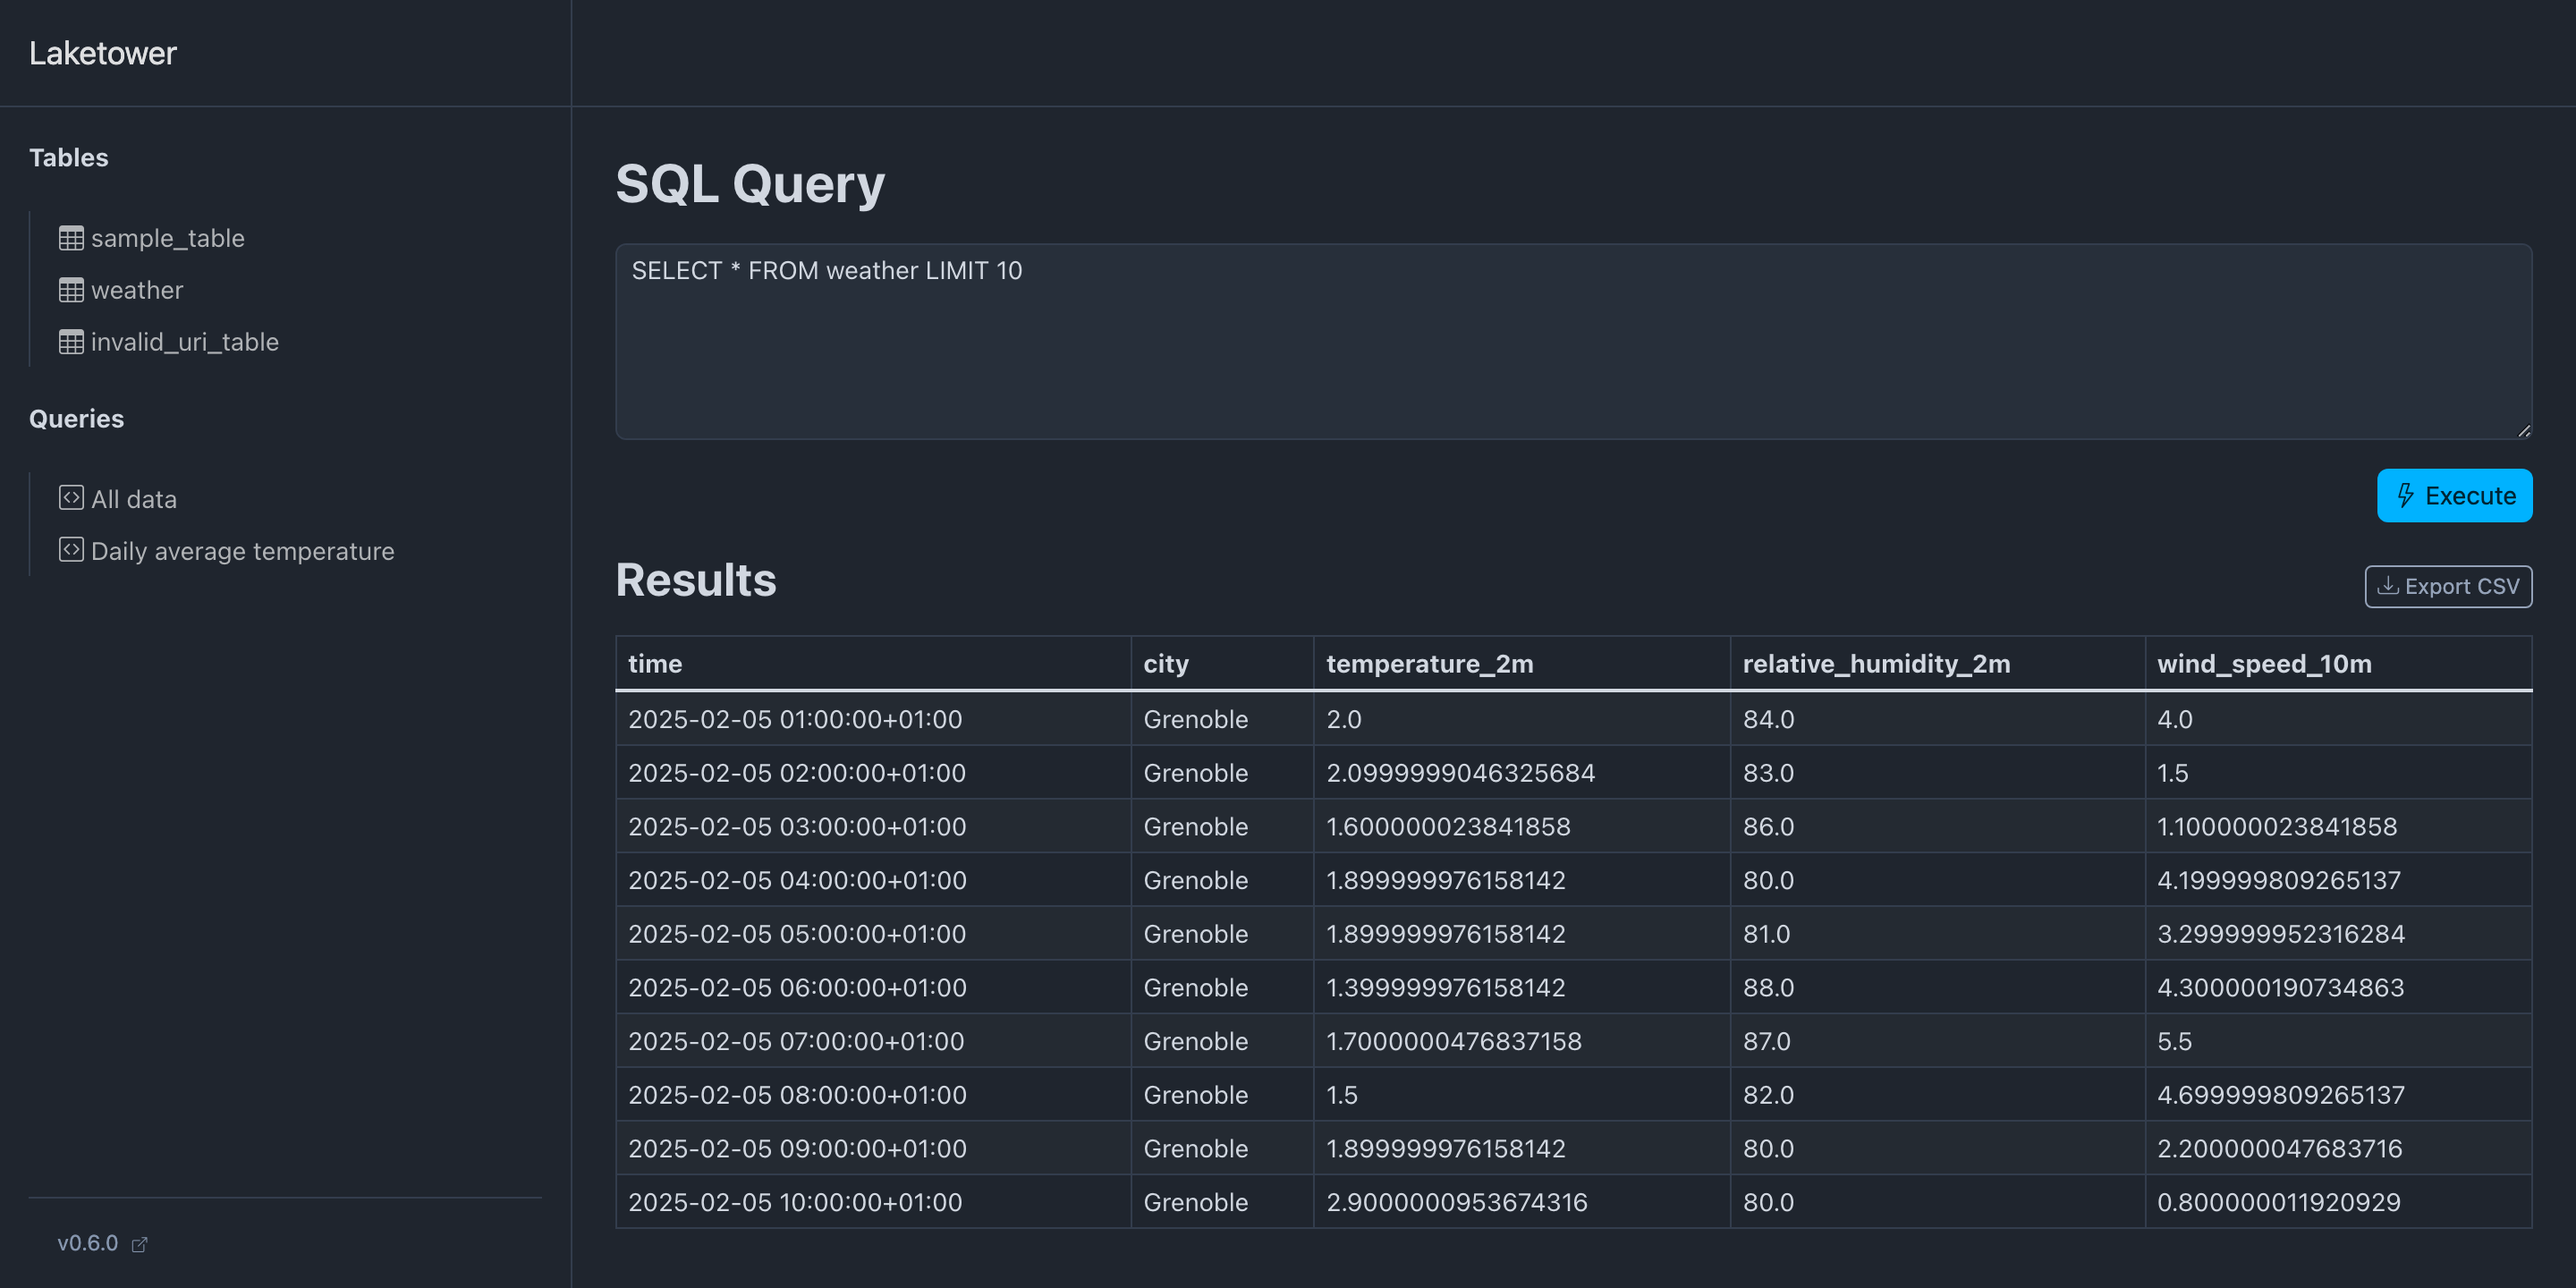 Laketower
Tables
sample_table
weather
invalid_uri_table
Queries
All data
Daily average temperature
v0.6.0
SQL Query
SELECT * FROM weather LIMIT 10
Execute
Results
Export CSV
time city temperature_2m relative_humidity_2m wind_speed_10m
2025-02-05 01:00:00+01:00 Grenoble 2.0 84.0 4.0
2025-02-05 02:00:00+01:00 Grenoble 2.0999999046325684 83.0 1.5
2025-02-05 03:00:00+01:00 Grenoble 1.600000023841858 86.0 1.100000023841858
2025-02-05 04:00:00+01:00 Grenoble 1.899999976158142 80.0 4.199999809265137
2025-02-05 05:00:00+01:00 Grenoble 1.899999976158142 81.0 3.299999952316284
2025-02-05 06:00:00+01:00 Grenoble 1.399999976158142 88.0 4.300000190734863
2025-02-05 07:00:00+01:00 Grenoble 1.7000000476837158 87.0 5.5
2025-02-05 08:00:00+01:00 Grenoble 1.5 82.0 4.699999809265137
2025-02-05 09:00:00+01:00 Grenoble 1.899999976158142 80.0 2.200000047683716
2025-02-05 10:00:00+01:00 Grenoble 2.9000000953674316 80.0 0.800000011920929